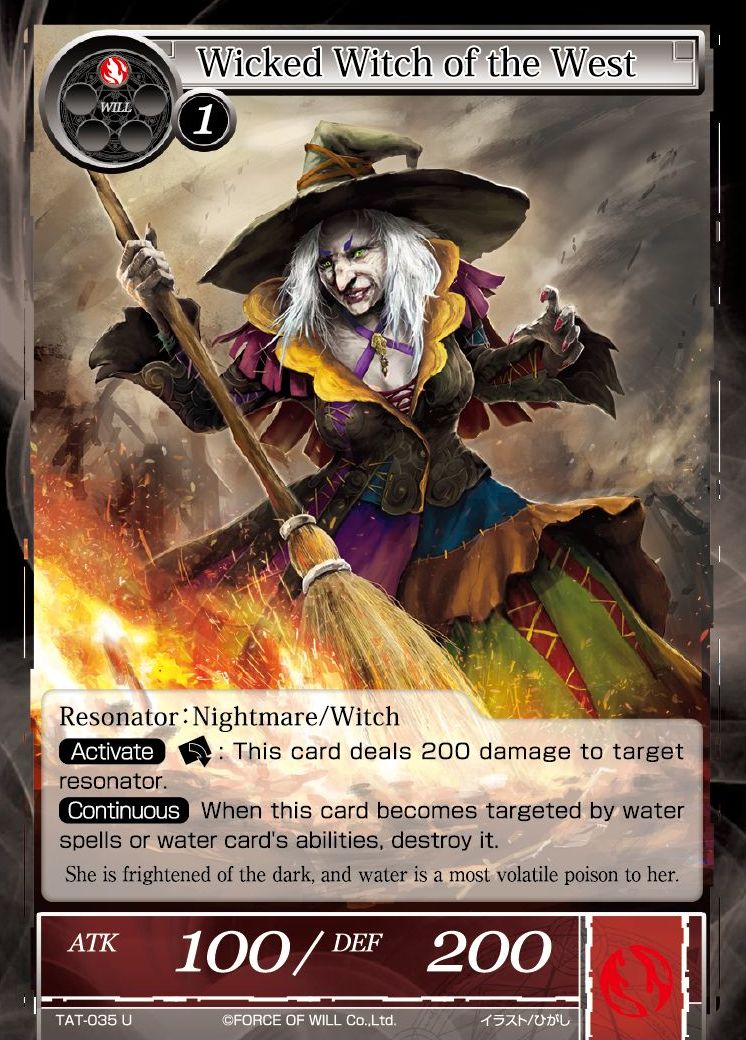 Wicked Witch of the West
WILL
1
Resonator:Nightmare/Witch
Activate : This card deals 200 damage to target
resonator.
Continuous When this card becomes targeted by water
spells or water card's abilities, destroy it.
She is frightened of the dark, and water is a most volatile poison to her.
ATK 100/ DEF 200
TAT-035 U ©FORCE OF WILL Co.,Ltd. イラスト/ひがし